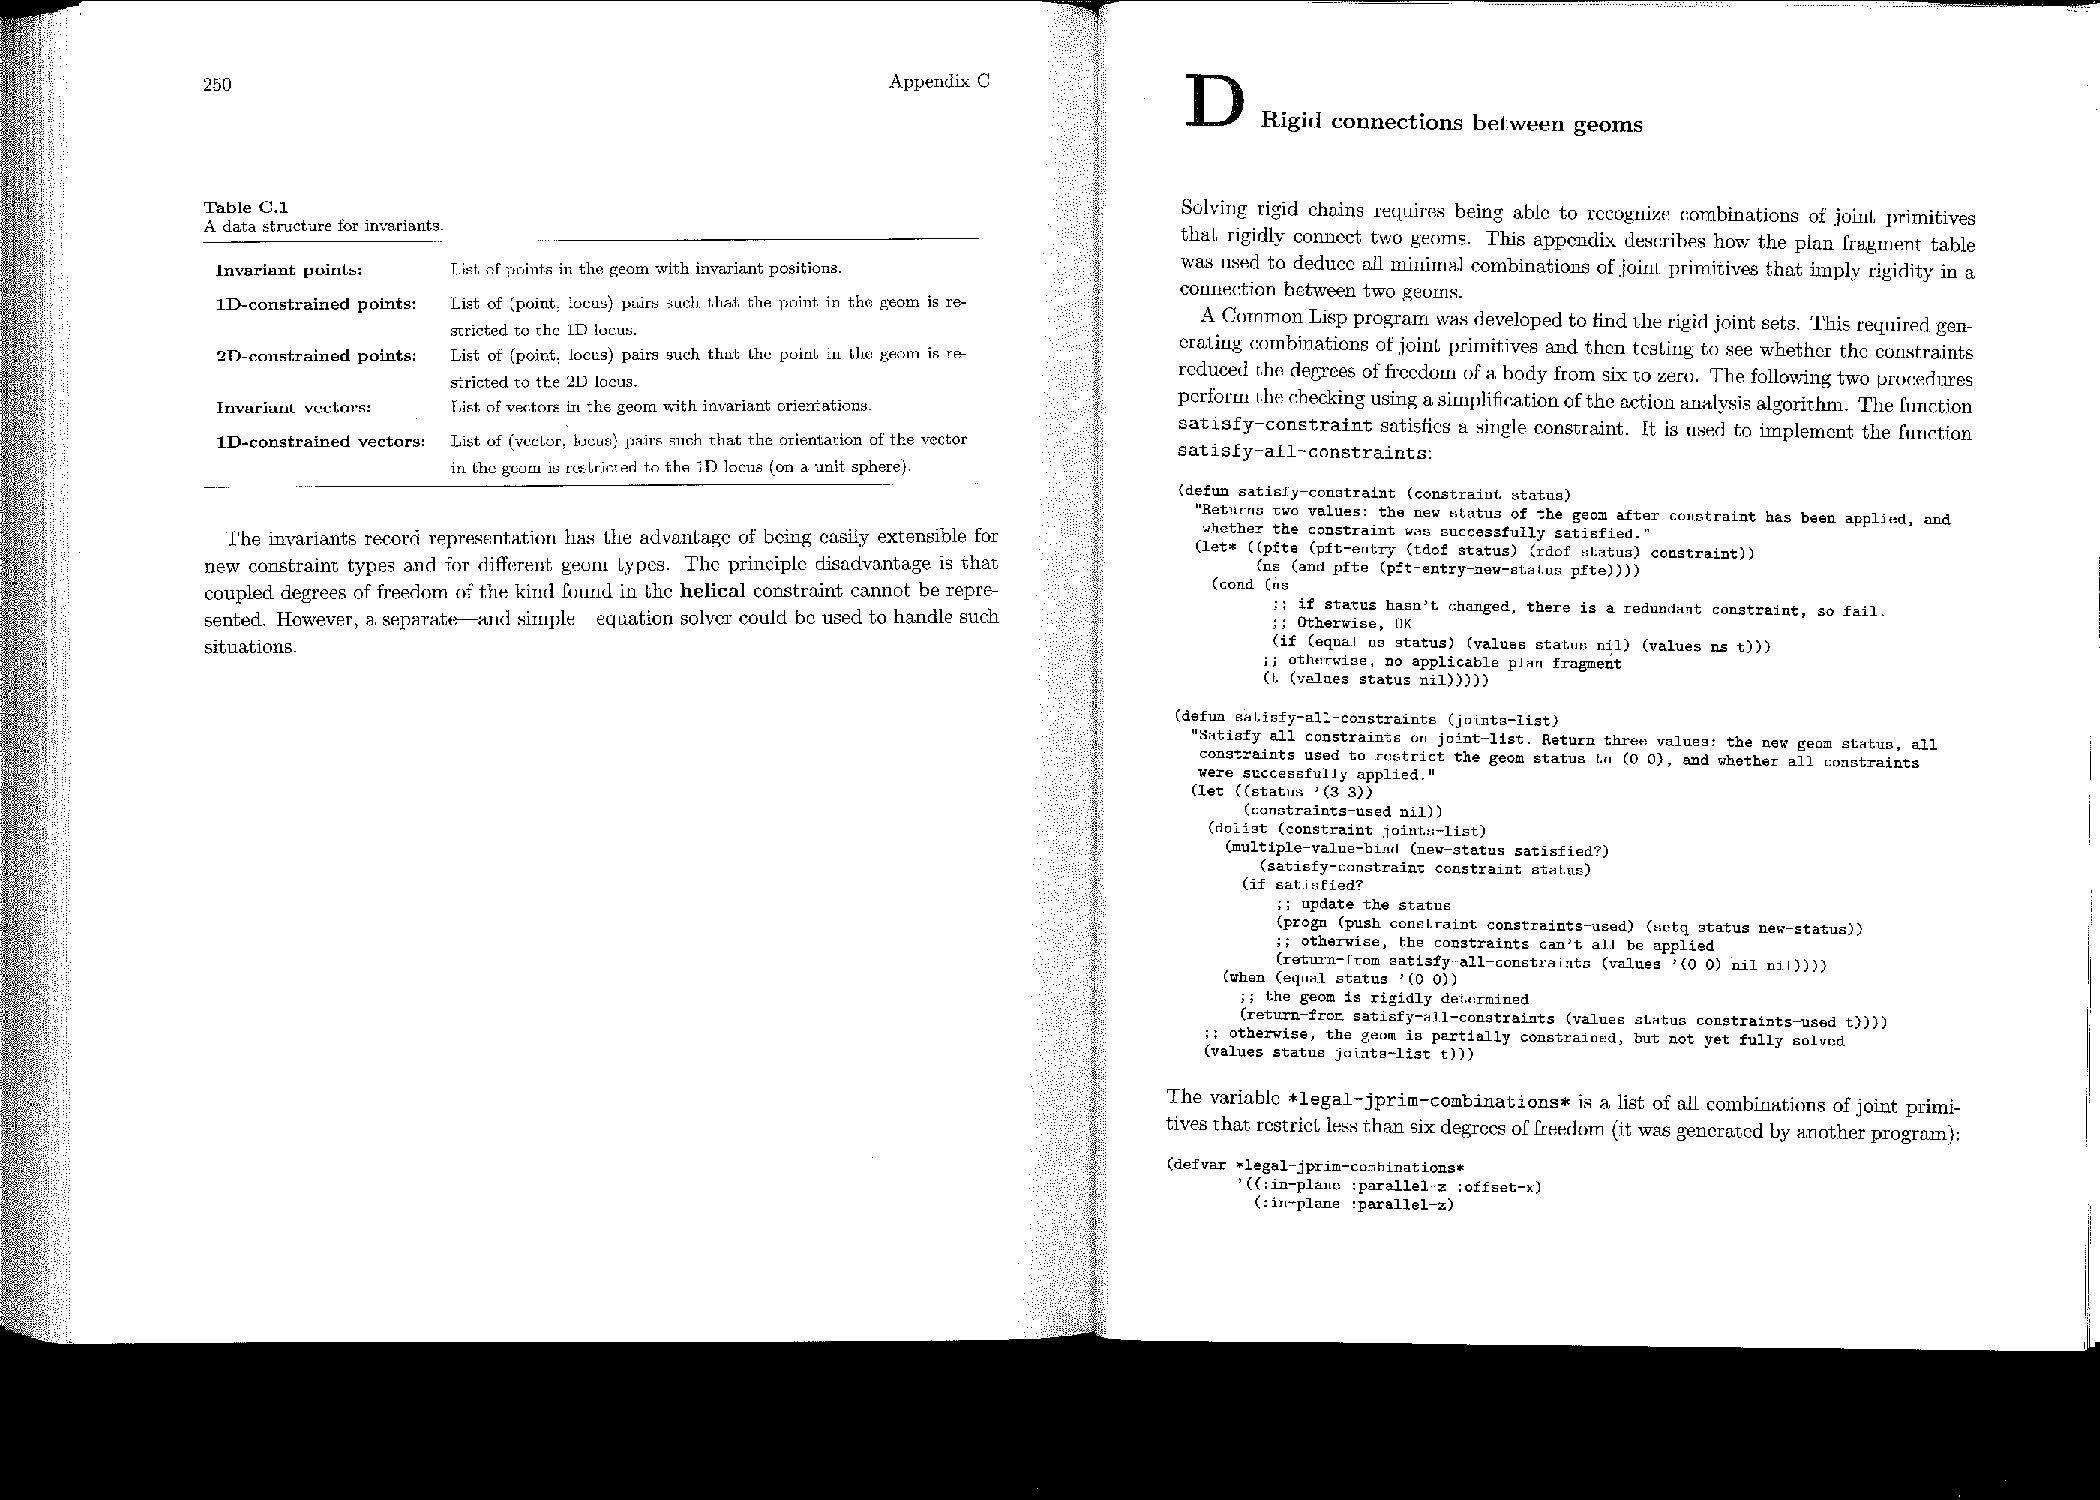 250
Appendix C
Table C.1
A data structure for invariants.
Invariant points: List of points in the geom with invariant positions.
1D-constrained points: List of (point, locus) pairs such that the point in the geom is re-
stricted to the 1D locus.
2D-constrained points: List of (point, locus) pairs such that the point in the geom is re-
stricted to the 2D locus.
Invariant vectors: List of vectors in the geom with invariant orientations.
1D-constrained vectors: List of (vector, locus) pairs such that the orientation of the vector
in the geom is restricted to the 1D locus (on a unit sphere).
The invariants record representation has the advantage of being easily extensible for
new constraint types and for different geom types. The principle disadvantage is that
coupled degrees of freedom of the kind found in the helical constraint cannot be repre-
sented. However, a separate—and simple—equation solver could be used to handle such
situations.
D Rigid connections between geoms
Solving rigid chains requires being able to recognize combinations of joint primitives
that rigidly connect two geoms. This appendix describes how the plan fragment table
was used to deduce all minimal combinations of joint primitives that imply rigidity in a
connection between two geoms.
A Common Lisp program was developed to find the rigid joint sets. This required gen-
erating combinations of joint primitives and then testing to see whether the constraints
reduced the degrees of freedom of a body from six to zero. The following two procedures
perform the checking using a simplification of the action analysis algorithm. The function
satisfy-constraint satisfies a single constraint. It is used to implement the function
satisfy-all-constraints:
(defun satisfy-constraint (constraint status)
"Returns two values: the new status of the geom after constraint has been applied, and
whether the constraint was successfully satisfied."
(let* ((pfte (pft-entry (tdof status) (rdof status) constraint))
(ns (and pfte (pft-entry-new-status pfte))))
(cond (ns
;; if status hasn't changed, there is a redundant constraint, so fail.
;; Otherwise, OK
(if (equal ns status) (values status nil) (values ns t)))
;; otherwise, no applicable plan fragment
(t (values status nil)))))
(defun satisfy-all-constraints (joints-list)
"Satisfy all constraints on joint-list. Return three values: the new geom status, all
constraints used to restrict the geom status to (0 0), and whether all constraints
were successfully applied."
(let ((status '(3 3))
(constraints-used nil))
(dolist (constraint joints-list)
(multiple-value-bind (new-status satisfied?)
(satisfy-constraint constraint status)
(if satisfied?
;; update the status
(progn (push constraint constraints-used) (setq status new-status))
;; otherwise, the constraints can't all be applied
(return-from satisfy-all-constraints (values '(0 0) nil nil))))
(when (equal status '(0 0))
;; the geom is rigidly determined
(return-from satisfy-all-constraints (values status constraints-used t))))
;; otherwise, the geom is partially constrained, but not yet fully solved
(values status joints-list t)))
The variable *legal-jprim-combinations* is a list of all combinations of joint primi-
tives that restrict less than six degrees of freedom (it was generated by another program):
(defvar *legal-jprim-combinations*
'((:in-plane :parallel-z :offset-x)
(:in-plane :parallel-z)